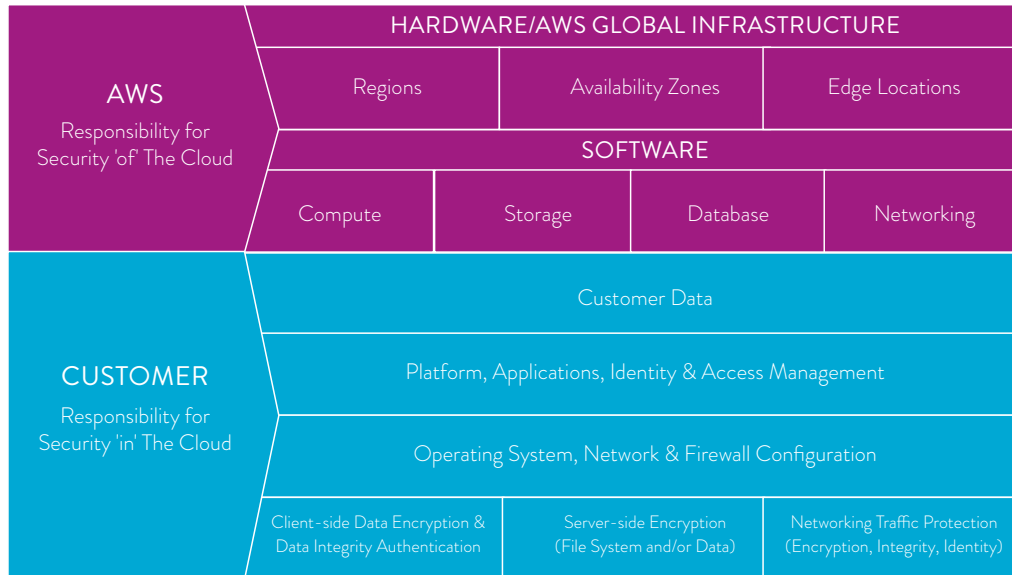 HARDWARE/AWS GLOBAL INFRASTRUCTURE
AWS
Responsibility for
Security 'of' The Cloud
Regions
Availability Zones
Edge Locations
SOFTWARE
Compute
Storage
Database
Networking
CUSTOMER
Responsibility for
Security 'in' The Cloud
Customer Data
Platform, Applications, Identity & Access Management
Operating System, Network & Firewall Configuration
Client-side Data Encryption &
Data Integrity Authentication
Server-side Encryption
(File System and/or Data)
Networking Traffic Protection
(Encryption, Integrity, Identity)